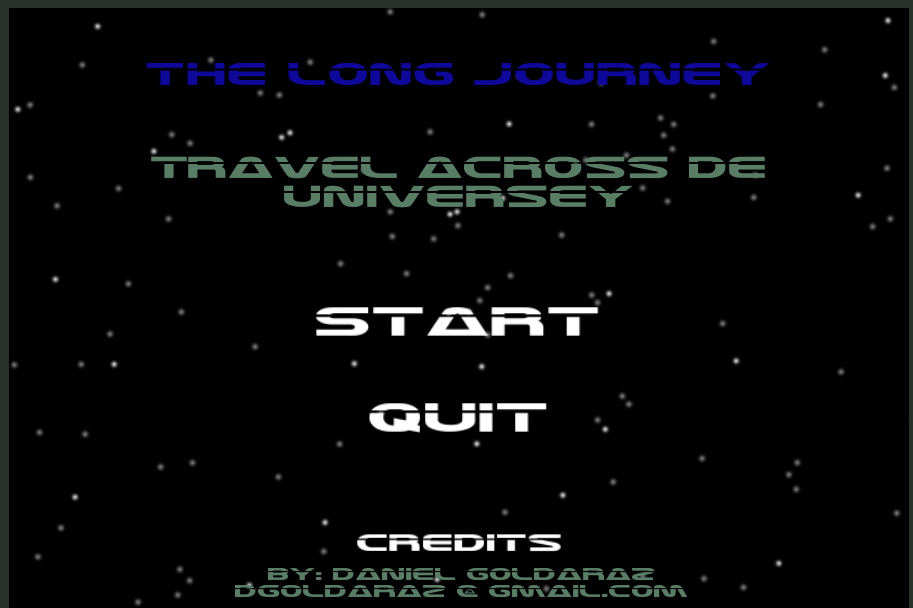 THE LONG JOURNEY
TRAVEL ACROSS DE
UNIVERSEY
START
QUIT
CREDITS
BY: DANIEL GOLDARAZ
DGOLDARAZ @ GMAIL.COM